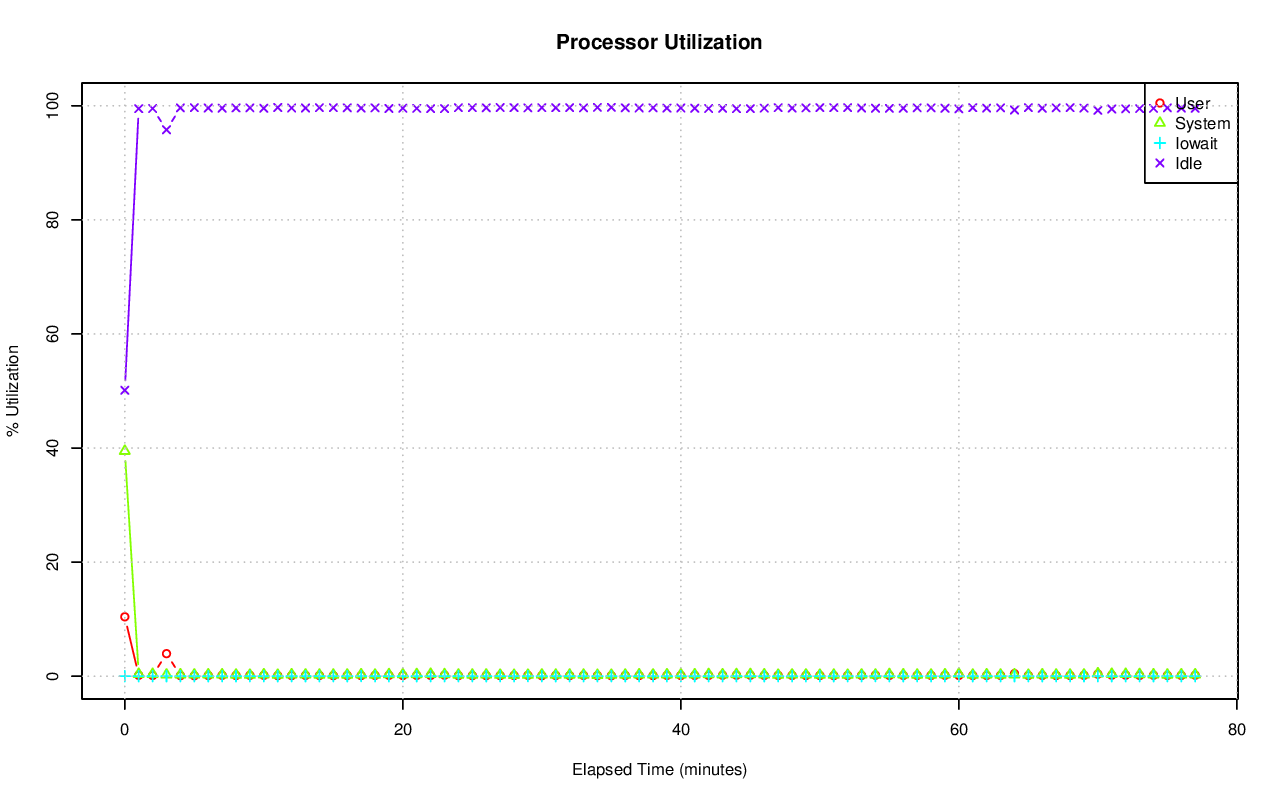 Processor Utilization
% Utilization
100
80
60
40
20
0
User
System
Iowait
Idle
0 20 40 60 80
Elapsed Time (minutes)